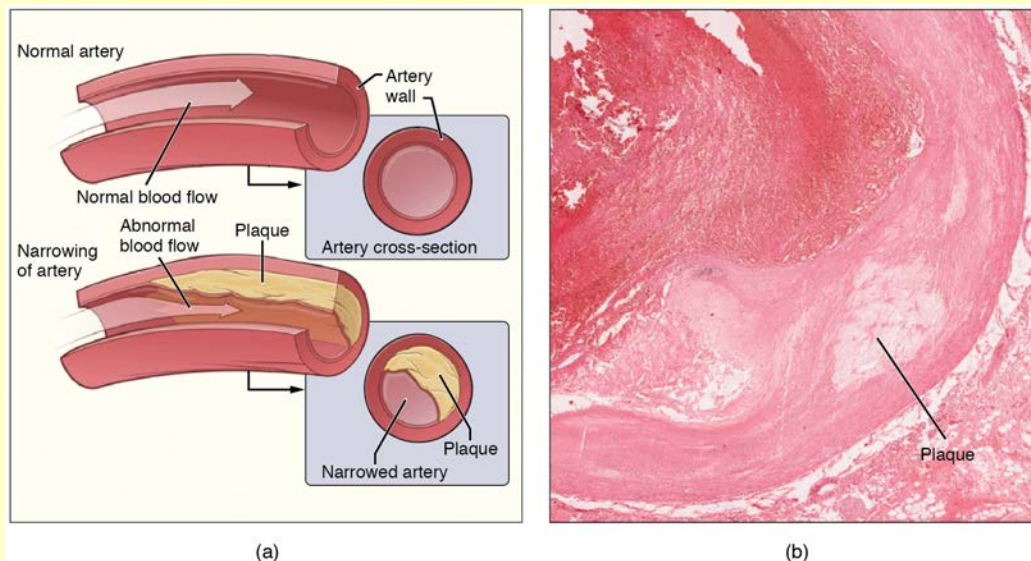 Normal artery
Artery
wall
Normal blood flow
Artery cross-section
Abnormal
blood flow
Plaque
Narrowing
of artery
Plaque
Narrowed artery
Plaque
(a)
(b)